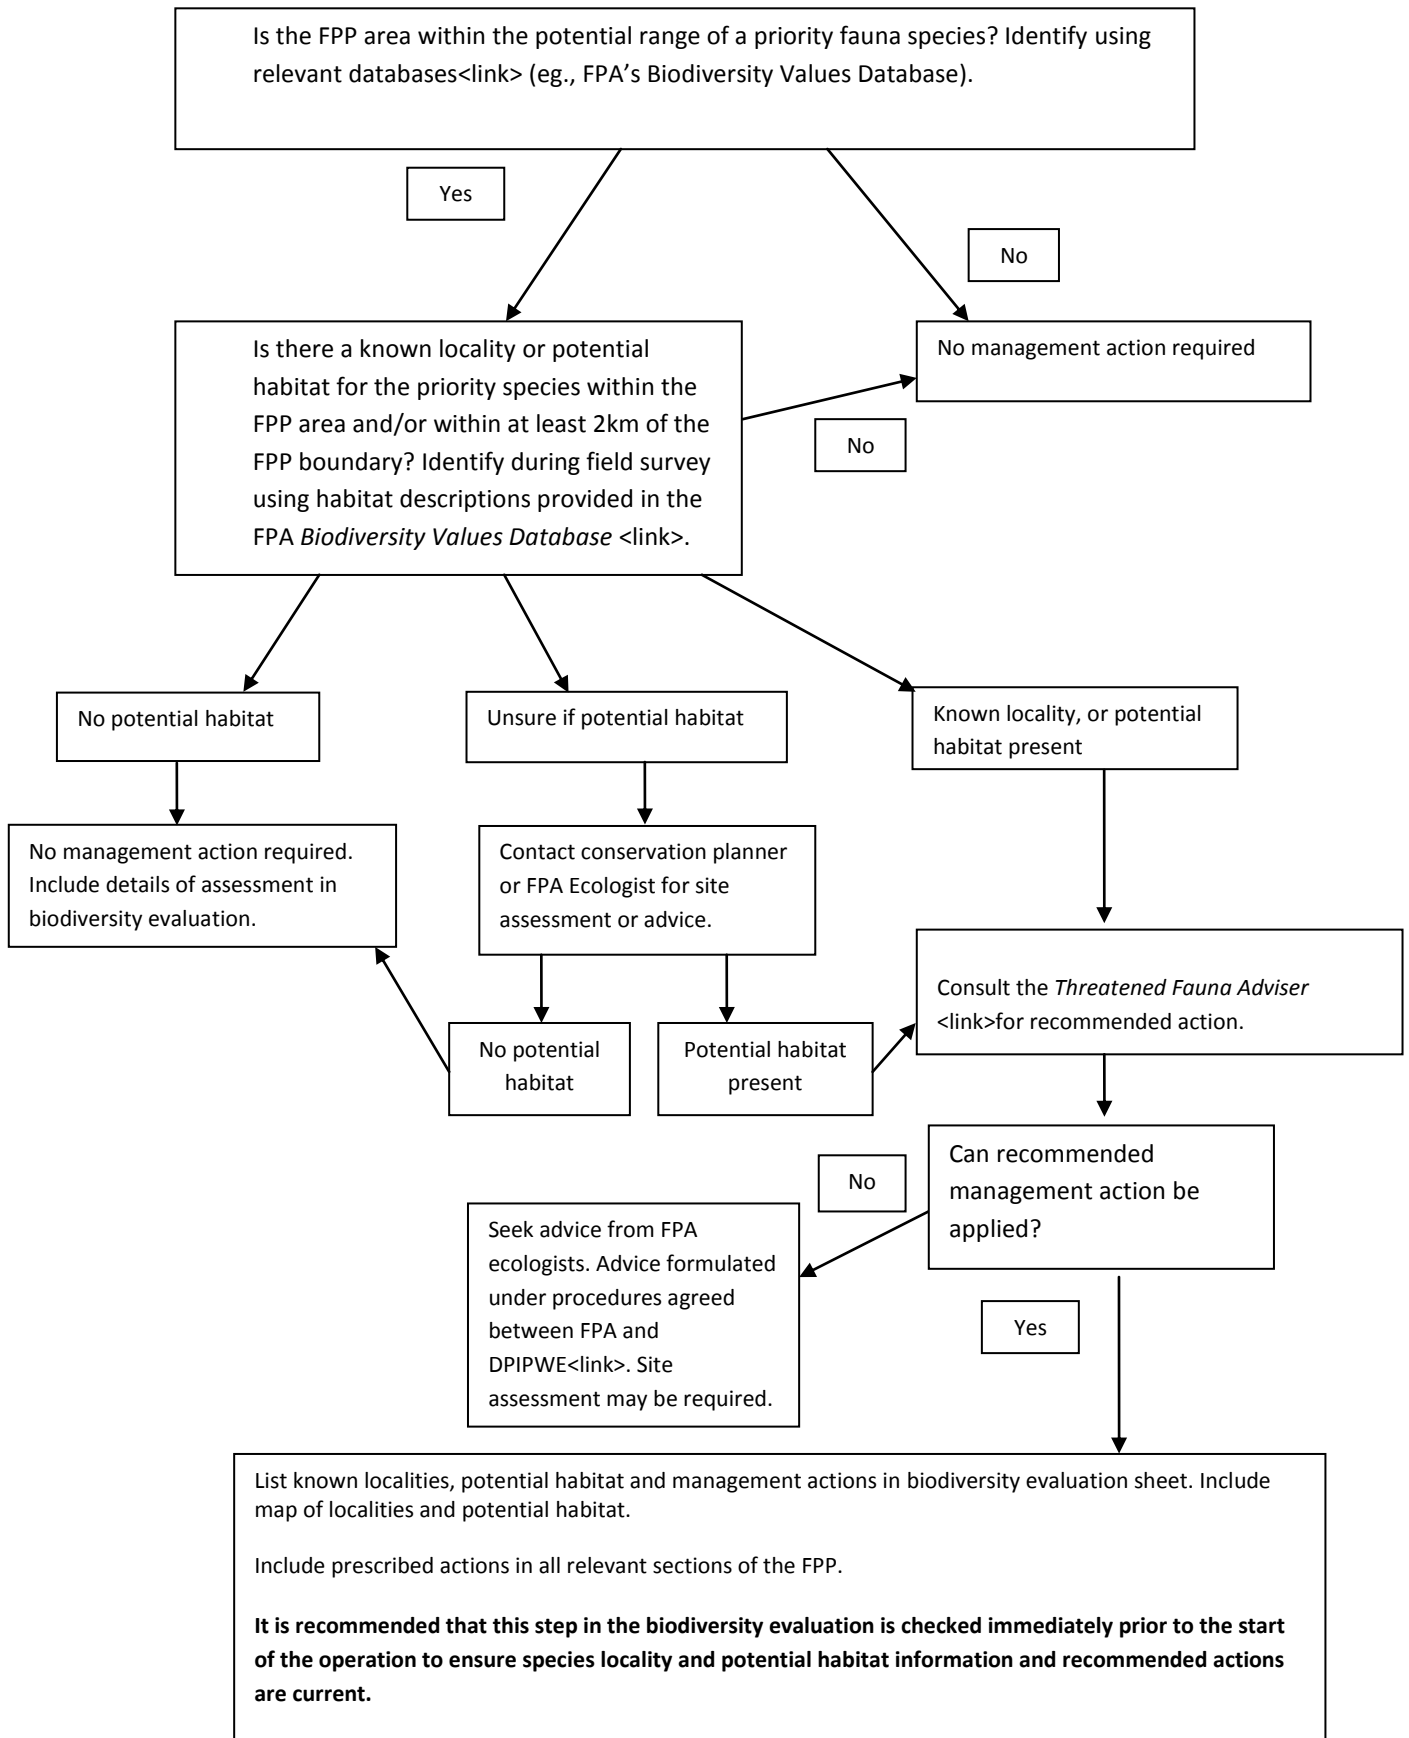 Is the FPP area within the potential range of a priority fauna species? Identify using
relevant databases<link> (eg., FPA's Biodiversity Values Database).
Yes
No
Is there a known locality or potential
habitat for the priority species within the
FPP area and/or within at least 2km of the
FPP boundary? Identify during field survey
using habitat descriptions provided in the
FPA Biodiversity Values Database <link>.
No management action required
No
No potential habitat
Unsure if potential habitat
Known locality, or potential
habitat present
No management action required.
Include details of assessment in
biodiversity evaluation.
Contact conservation planner
or FPA Ecologist for site
assessment or advice.
Consult the Threatened Fauna Adviser
<link>for recommended action.
No potential
habitat
Potential habitat
present
Can recommended
management action be
applied?
No
Seek advice from FPA
ecologists. Advice formulated
under procedures agreed
between FPA and
DPIPWE<link>. Site
assessment may be required.
Yes
List known localities, potential habitat and management actions in biodiversity evaluation sheet. Include
map of localities and potential habitat.
Include prescribed actions in all relevant sections of the FPP.
It is recommended that this step in the biodiversity evaluation is checked immediately prior to the start
of the operation to ensure species locality and potential habitat information and recommended actions
are current.